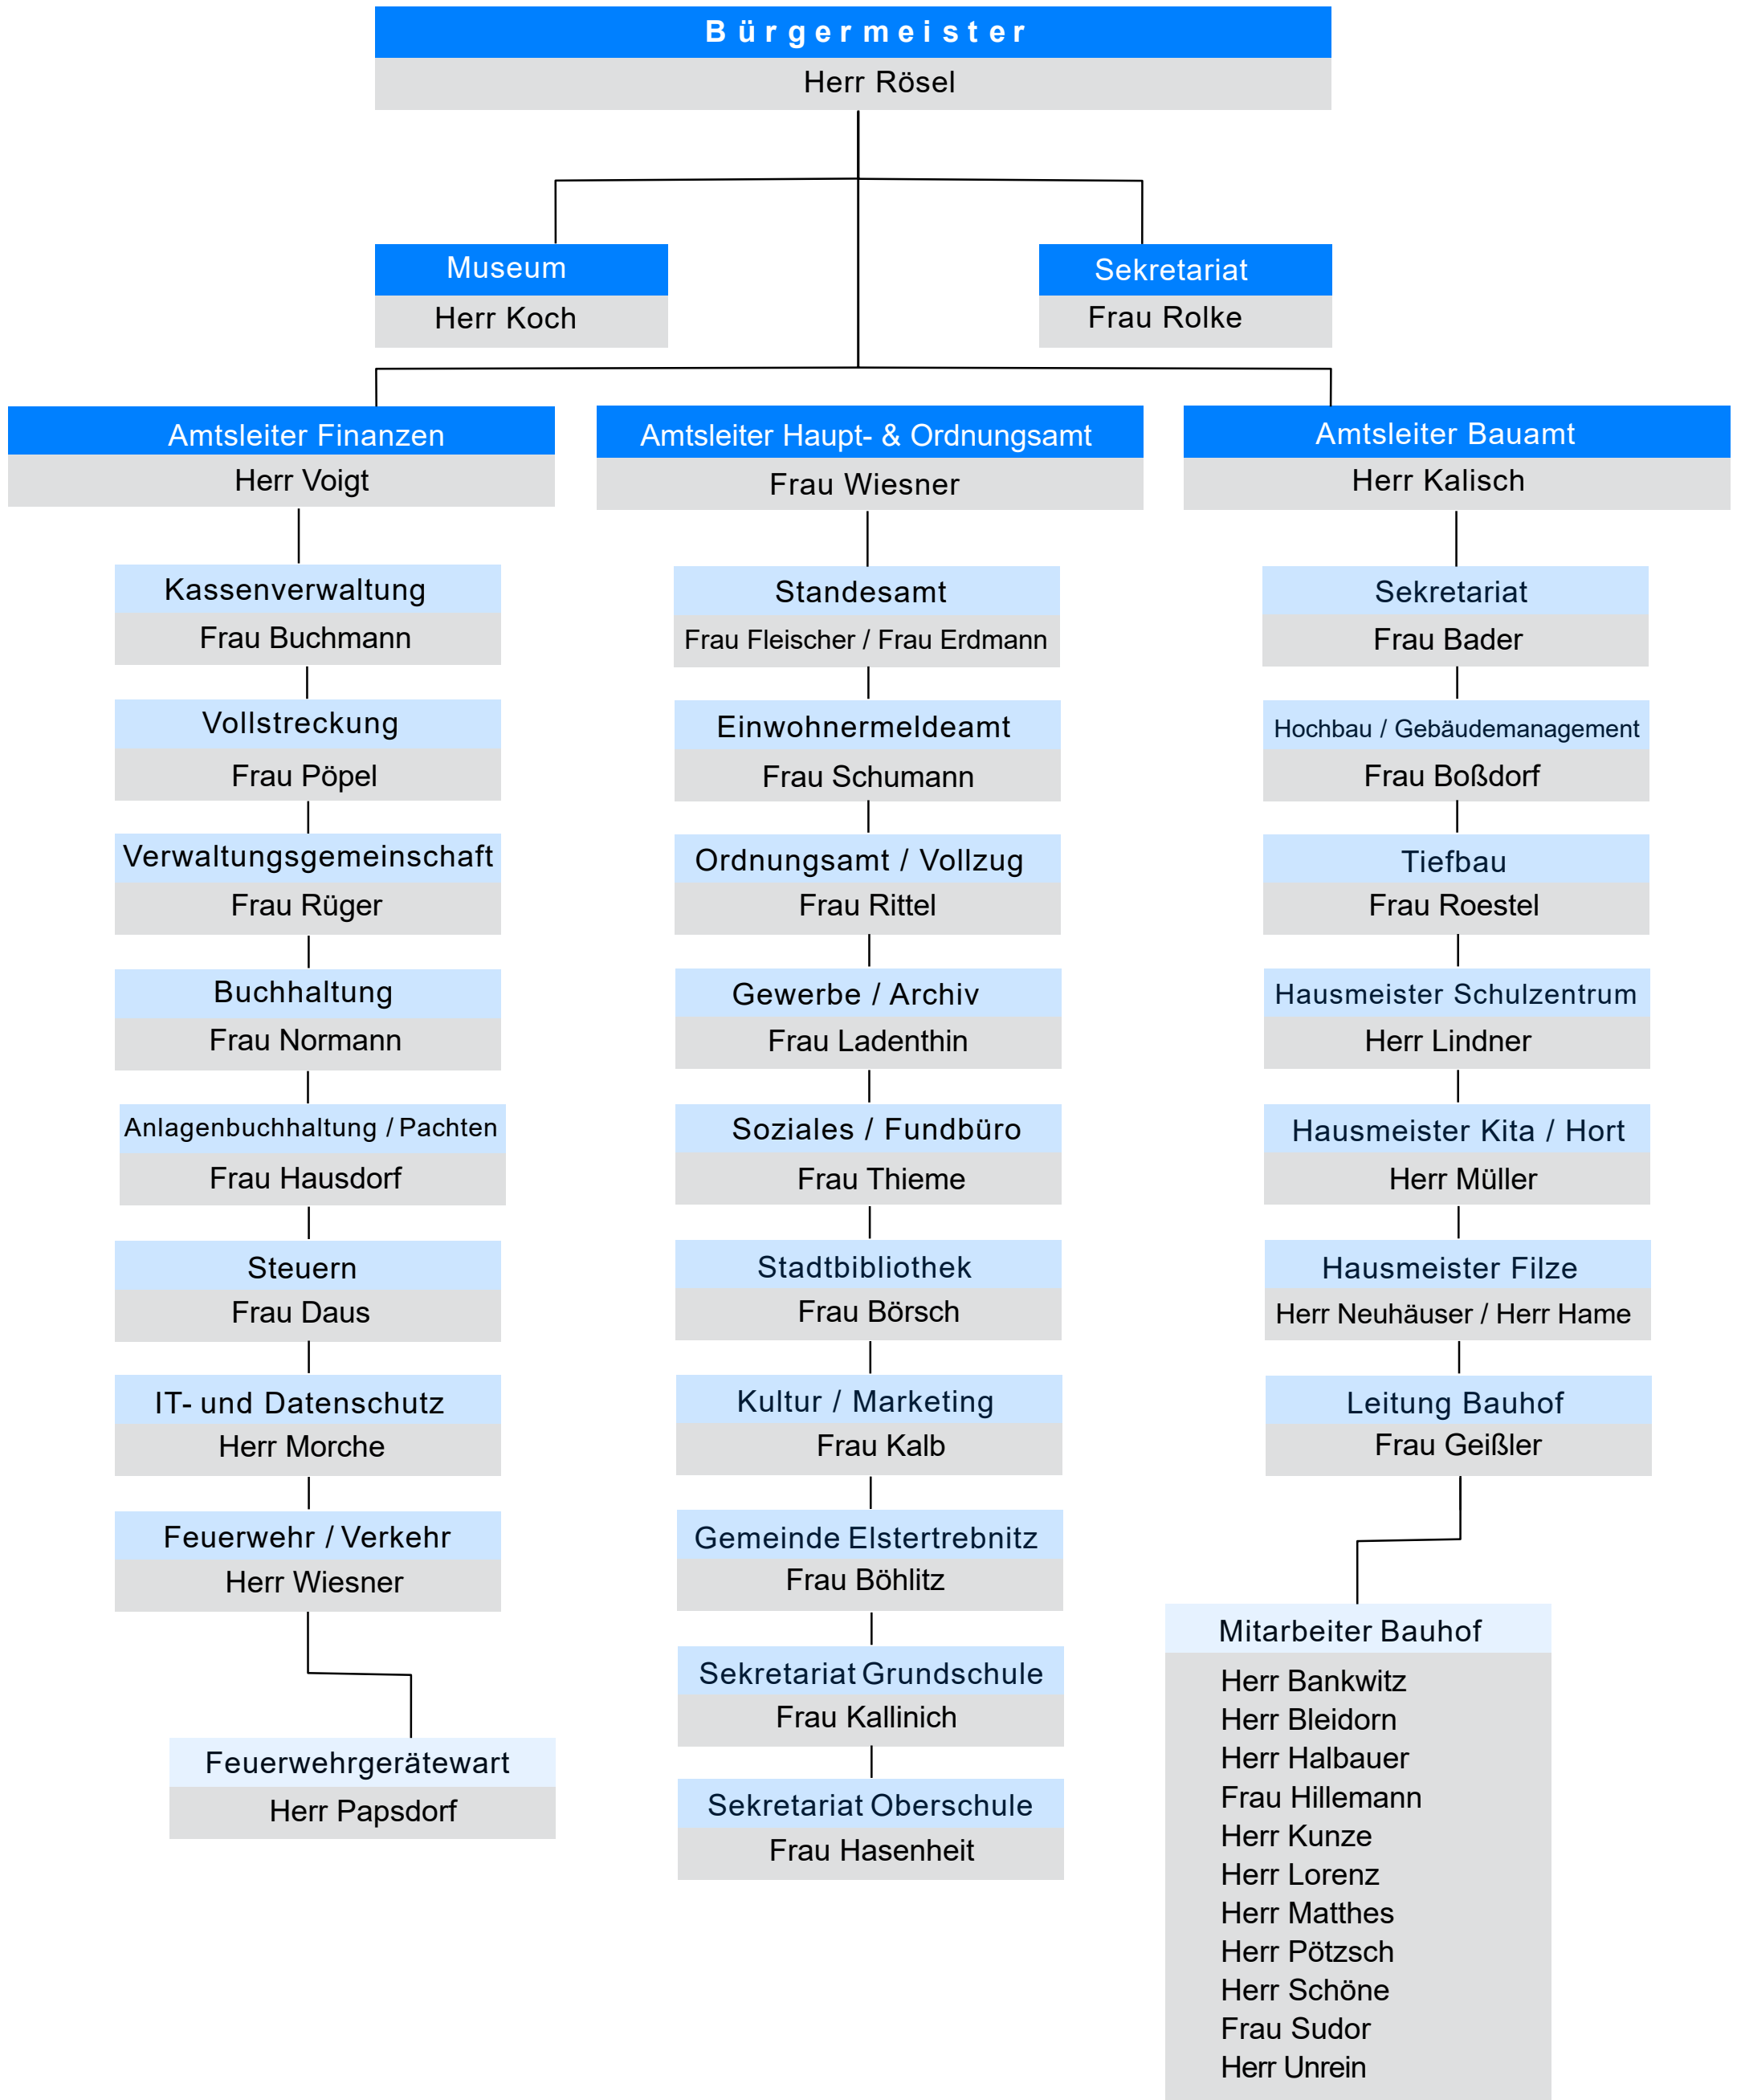 Bürgermeister
Herr Rösel
Museum
Herr Koch
Sekretariat
Frau Rolke
Amtsleiter Finanzen
Herr Voigt
Kassenverwaltung
Frau Buchmann
Vollstreckung
Frau Pöpel
Verwaltungsgemeinschaft
Frau Rüger
Buchhaltung
Frau Normann
Anlagenbuchhaltung / Pachten
Frau Hausdorf
Steuern
Frau Daus
IT- und Datenschutz
Herr Morche
Feuerwehr / Verkehr
Herr Wiesner
Feuerwehrgerätewart
Herr Papsdorf
Amtsleiter Haupt- & Ordnungsamt
Frau Wiesner
Standesamt
Frau Fleischer / Frau Erdmann
Einwohnermeldeamt
Frau Schumann
Ordnungsamt / Vollzug
Frau Rittel
Gewerbe / Archiv
Frau Ladenthin
Soziales / Fundbüro
Frau Thieme
Stadtbibliothek
Frau Börsch
Kultur / Marketing
Frau Kalb
Gemeinde Elstertrebnitz
Frau Böhlitz
Sekretariat Grundschule
Frau Kallinich
Sekretariat Oberschule
Frau Hasenheit
Amtsleiter Bauamt
Herr Kalisch
Sekretariat
Frau Bader
Hochbau / Gebäudemanagement
Frau Boßdorf
Tiefbau
Frau Roestel
Hausmeister Schulzentrum
Herr Lindner
Hausmeister Kita / Hort
Herr Müller
Hausmeister Filze
Herr Neuhäuser / Herr Hame
Leitung Bauhof
Frau Geißler
Mitarbeiter Bauhof
Herr Bankwitz
Herr Bleidorn
Herr Halbauer
Frau Hillemann
Herr Kunze
Herr Lorenz
Herr Matthes
Herr Pötzsch
Herr Schöne
Frau Sudor
Herr Unrein